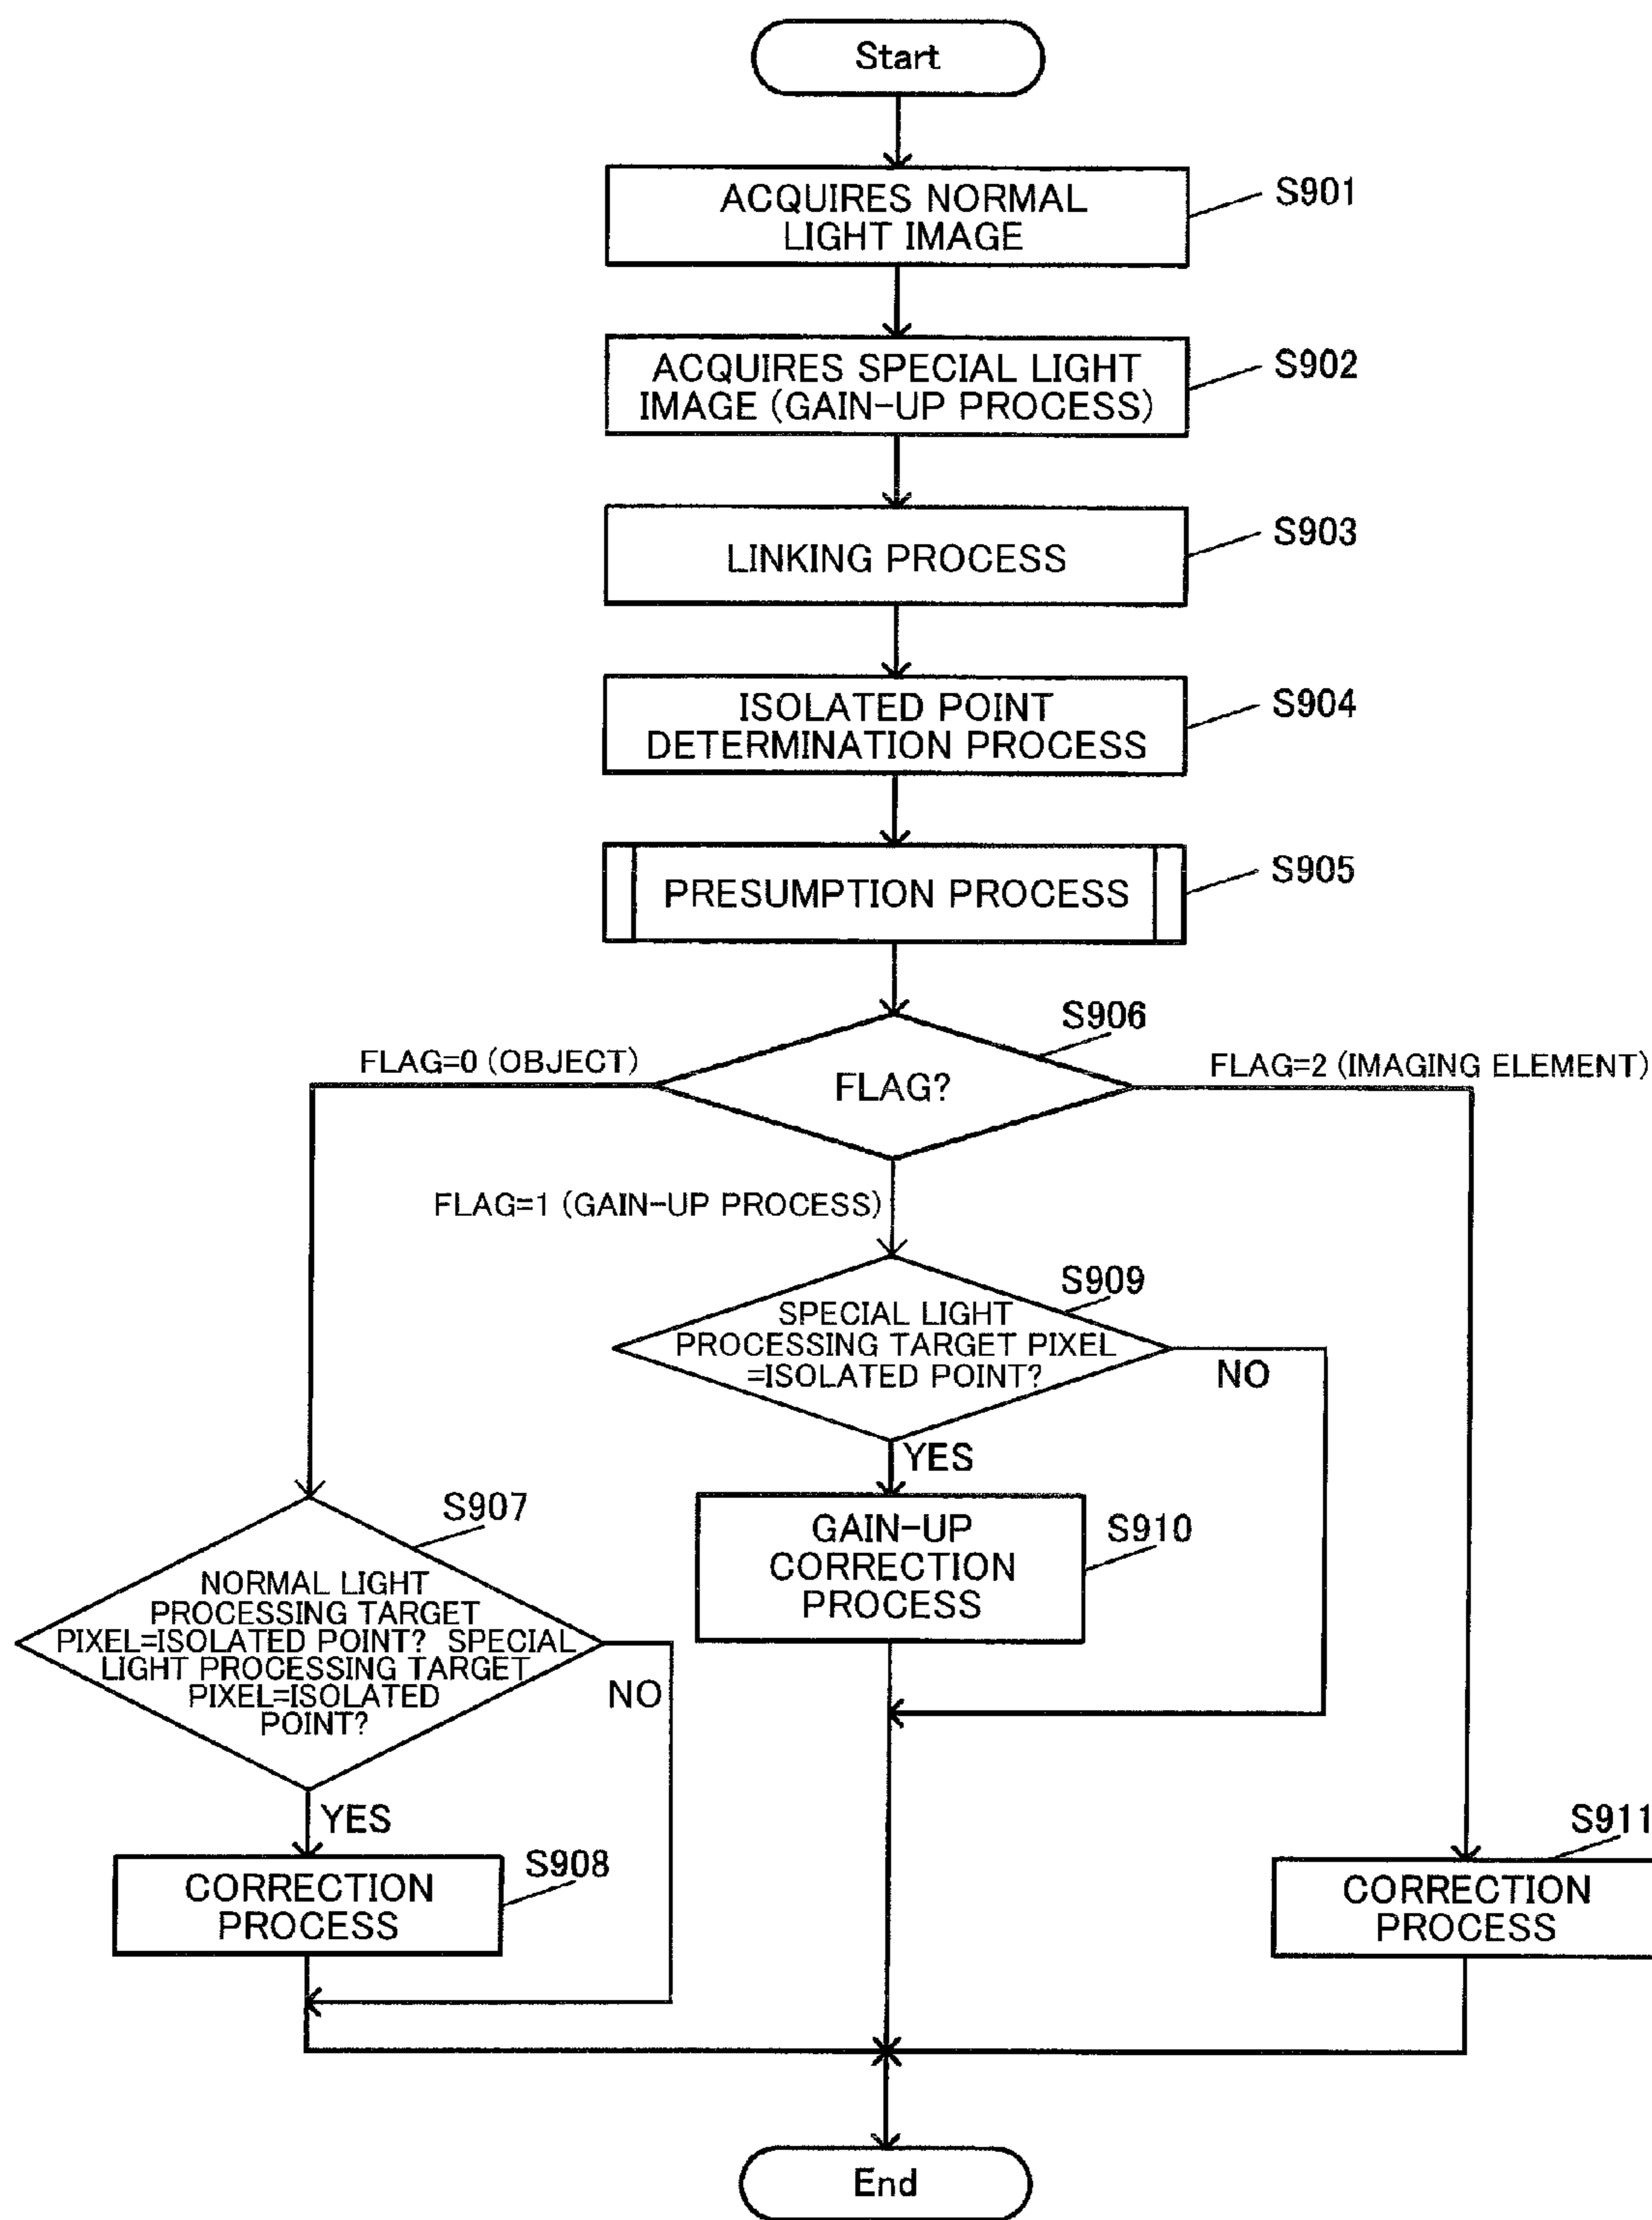 Start
ACQUIRES NORMAL
LIGHT IMAGE
S901
ACQUIRES SPECIAL LIGHT
IMAGE (GAIN-UP PROCESS)
S902
LINKING PROCESS
S903
ISOLATED POINT
DETERMINATION PROCESS
S904
PRESUMPTION PROCESS
S905
S906
FLAG=0 (OBJECT)
FLAG?
FLAG=2 (IMAGING ELEMENT)
FLAG=1 (GAIN-UP PROCESS)
S909
SPECIAL LIGHT
PROCESSING TARGET PIXEL
=ISOLATED POINT?
NO
YES
S907
NORMAL LIGHT
PROCESSING TARGET
PIXEL=ISOLATED POINT? SPECIAL
LIGHT PROCESSING TARGET
PIXEL=ISOLATED
POINT?
NO
YES
GAIN-UP
CORRECTION
PROCESS
S910
CORRECTION
PROCESS
S908
S911
CORRECTION
PROCESS
End